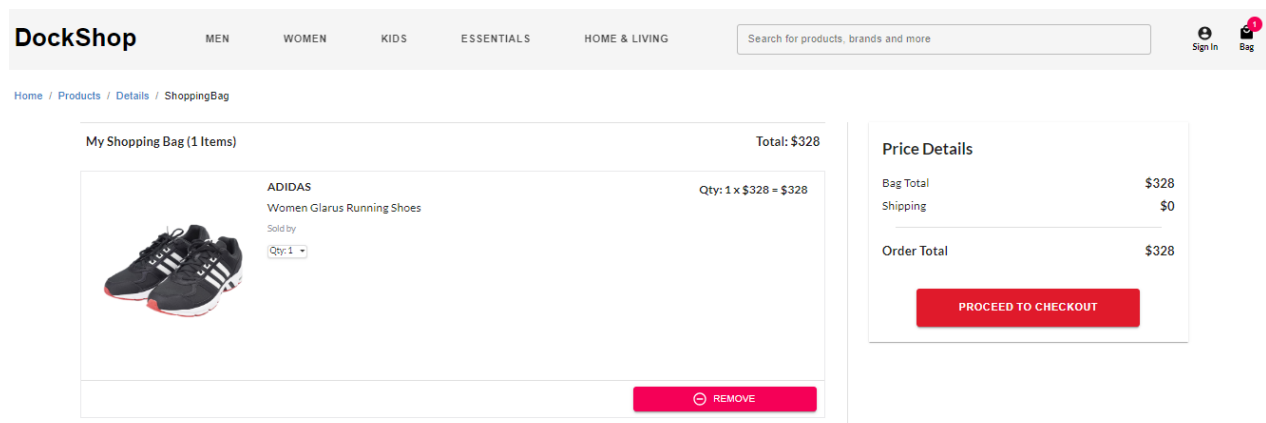 DockShop MEN WOMEN KIDS ESSENTIALS HOME & LIVING Search for products, brands and more Sign In 1 Bag
Home / Products / Details / ShoppingBag
My Shopping Bag (1 Items) Total: $328
ADIDAS Qty: 1 x $328 = $328
Women Glarus Running Shoes
Sold by
Qty: 1
REMOVE
Price Details
Bag Total $328
Shipping $0
Order Total $328
PROCEED TO CHECKOUT